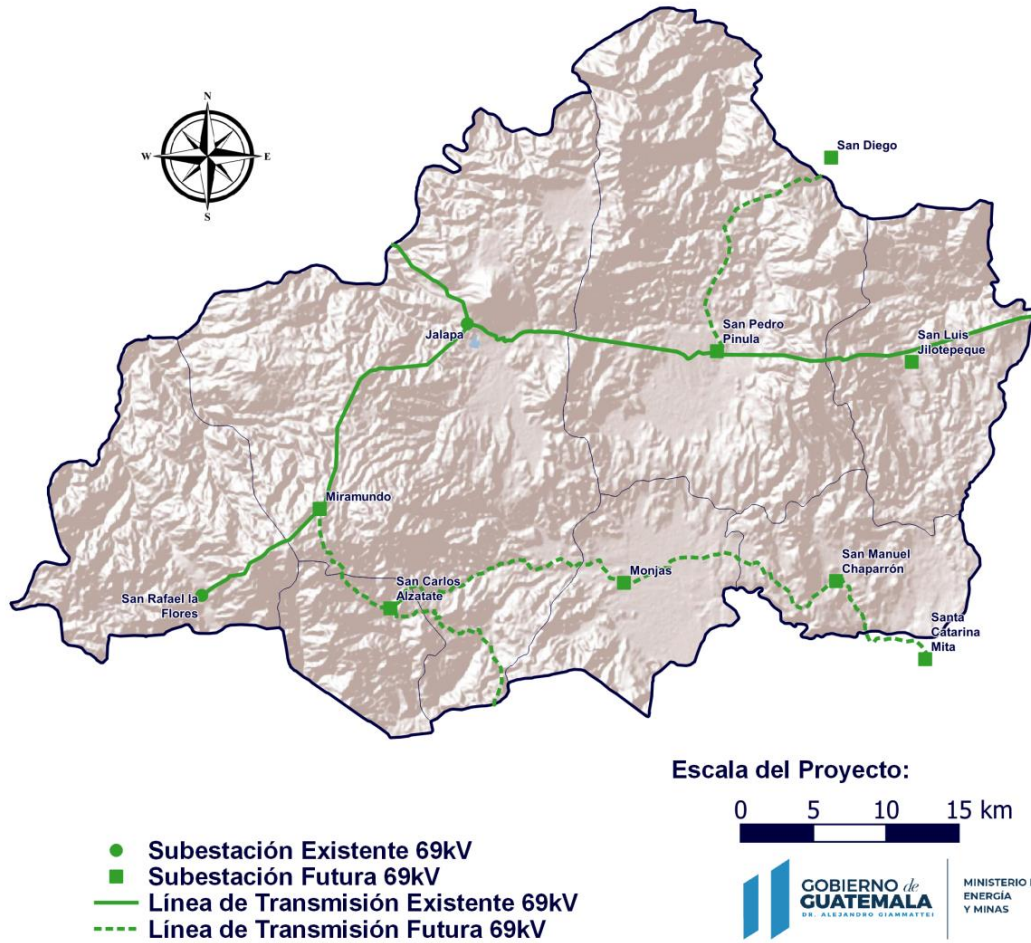 N
W
E
S
San Diego
Jalapa
San Pedro
Pinula
San Luis
Jilotepeque
Miramundo
San Rafael la
Flores
San Carlos
Alzatate
Monjas
San Manuel
Chaparrón
Santa
Catarina
Mita
Escala del Proyecto:
0 5 10 15 km
Subestación Existente 69kV
Subestación Futura 69kV
Línea de Transmisión Existente 69kV
Línea de Transmisión Futura 69kV
GOBIERNO de
GUATEMALA
DR. ALEJANDRO GIAMMATTEI
MINISTERIO
ENERGÍA
Y MINAS